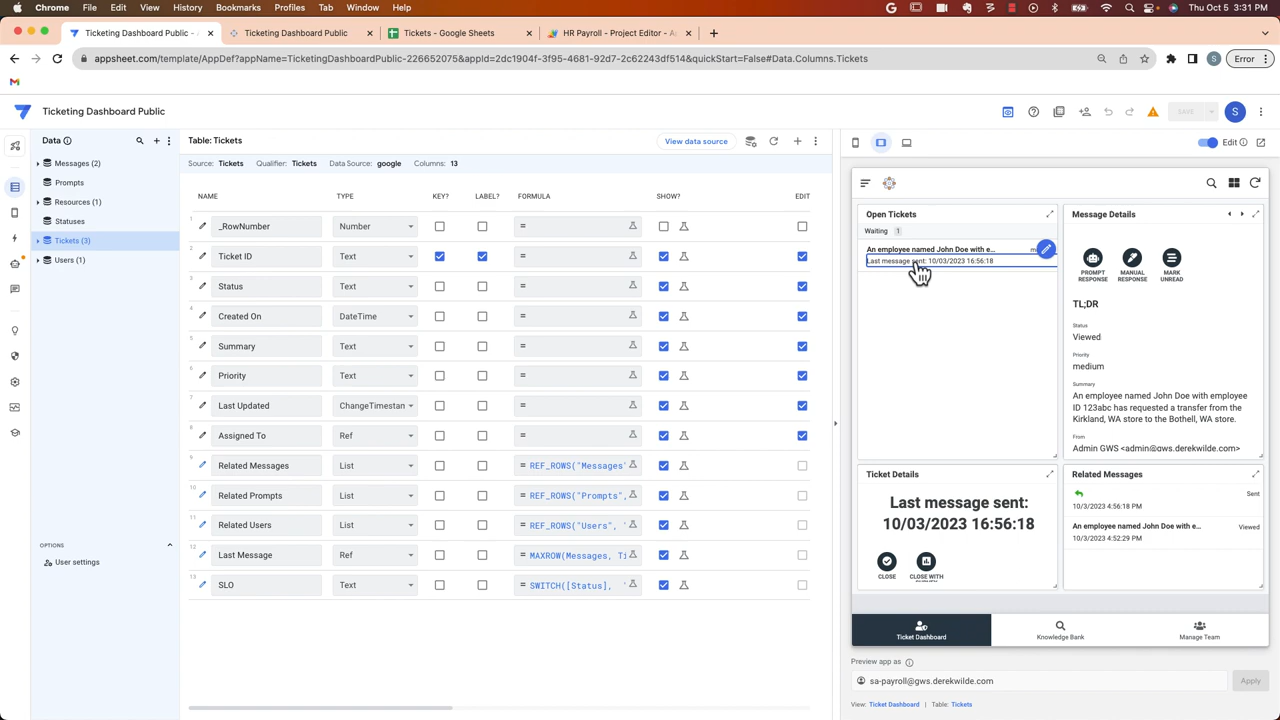 Chrome File Edit View History Bookmarks Profiles Tab Window Help
Ticketing Dashboard Public -
Ticketing Dashboard Public
Tickets - Google Sheets
HR Payroll - Project Editor - A
appsheet.com/template/AppDef?appName=TicketingDashboardPublic-226652075&appId=2dc1904f-3f95-4681-92d7-2c62243df514&quickStart=False#Data.Columns.Tickets
S
Error
Ticketing Dashboard Public
SAVE
S
Data
Messages (2)
Prompts
Resources (1)
Statuses
Tickets (3)
Users (1)
OPTIONS
User settings
Table: Tickets
View data source
Source: Tickets Qualifier: Tickets Data Source: google Columns: 13
NAME TYPE KEY? LABEL? FORMULA SHOW? EDIT
1 _RowNumber Number =
2 Ticket ID Text =
3 Status Text =
4 Created On DateTime =
5 Summary Text =
6 Priority Text =
7 Last Updated ChangeTimestan =
8 Assigned To Ref =
9 Related Messages List = REF_ROWS("Messages"
10 Related Prompts List = REF_ROWS("Prompts",
11 Related Users List = REF_ROWS("Users",
12 Last Message Ref = MAXROW(Messages, Ti
13 SLO Text = SWITCH([Status],
Edit
Open Tickets
Waiting 1
An employee named John Doe with e...
Last message sent: 10/03/2023 16:56:18
Message Details
PROMPT RESPONSE
MANUAL RESPONSE
MARK UNREAD
TL;DR
Status
Viewed
Priority
medium
Summary
An employee named John Doe with employee
ID 123abc has requested a transfer from the
Kirkland, WA store to the Bothell, WA store.
From
Admin GWS <admin@gws.derekwilde.com>
Ticket Details
Last message sent:
10/03/2023 16:56:18
CLOSE
CLOSE WITH SURVEY
Related Messages
Sent
10/3/2023 4:56:18 PM
An employee named John Doe with e...
Viewed
10/3/2023 4:52:29 PM
Ticket Dashboard
Knowledge Bank
Manage Team
Preview app as
sa-payroll@gws.derekwilde.com
Apply
View: Ticket Dashboard | Table: Tickets